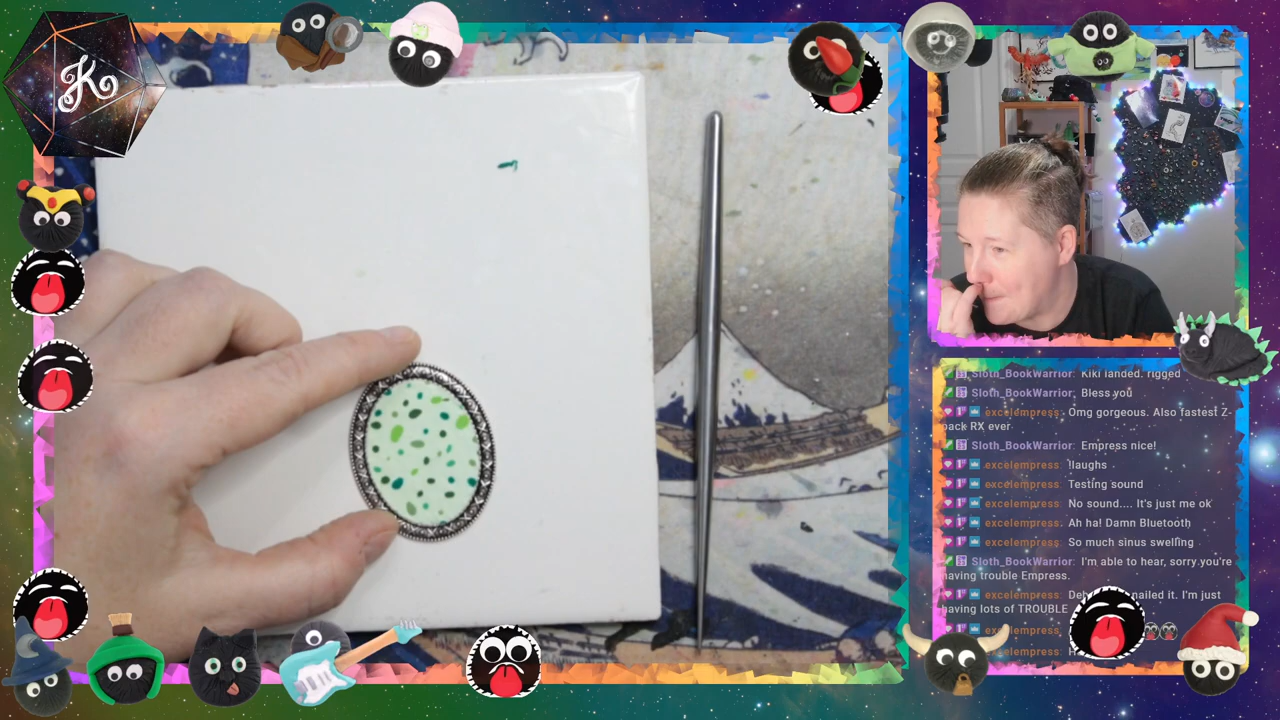 K
Sloth_BookWarrior: Kiki landed. rigged
Sloth_BookWarrior: Bless you
excelempress: Omg gorgeous. Also fastest Z-
pack RX ever
Sloth_BookWarrior: Empress nice!
excelempress: !laughs
excelempress: Testing sound
excelempress: No sound.... It's just me ok
excelempress: Ah ha! Damn Bluetooth
excelempress: So much sinus swelling
Sloth_BookWarrior: I'm able to hear, sorry you're
having trouble Empress.
excelempress: nailed it. I'm just
having lots of TROUBLE
excelempress:
excelempress: